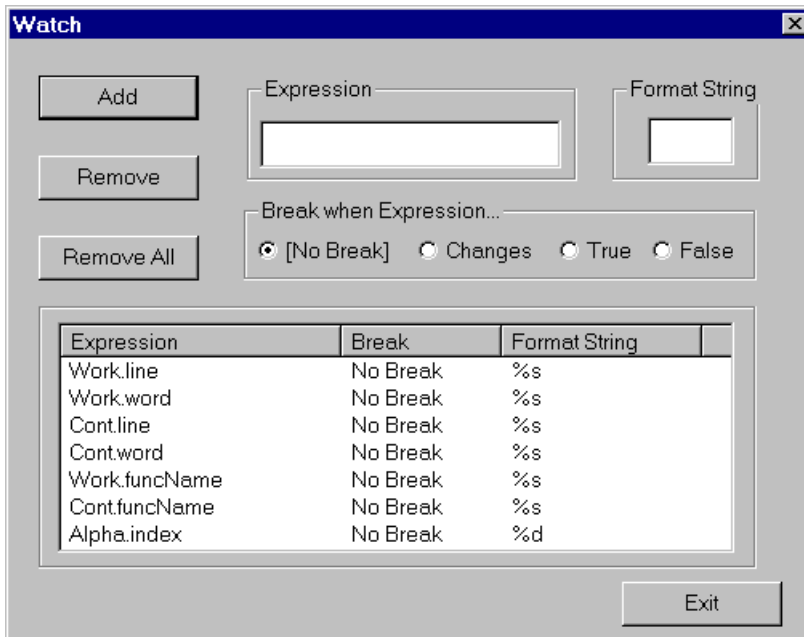 Watch
Add
Expression
Format String
Remove
Break when Expression...
[No Break] Changes True False
Remove All
Expression Break Format String
Work.line No Break %s
Work.word No Break %s
Cont.line No Break %s
Cont.word No Break %s
Work.funcName No Break %s
Cont.funcName No Break %s
Alpha.index No Break %d
Exit